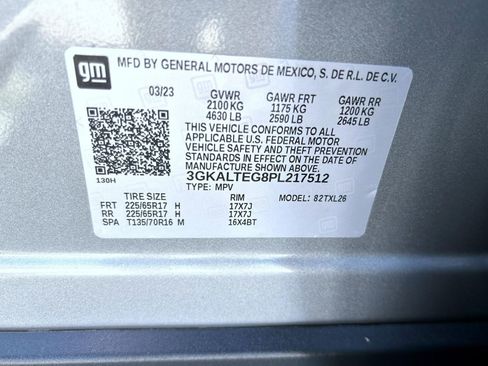 gm
MFD BY GENERAL MOTORS DE MEXICO, S. DE R.L. DE C.V.
03/23 GVWR GAWR FRT GAWR RR
2100 KG 1175 KG 1200 KG
4630 LB 2590 LB 2645 LB
THIS VEHICLE CONFORMS TO ALL
APPLICABLE U.S. FEDERAL MOTOR
VEHICLE SAFETY AND THEFT
PREVENTION STANDARDS IN EFFECT
ON THE DATE OF MANUFACTURE
SHOWN ABOVE.
3GKALTEG8PL217512
130H TYPE: MPV
TIRE SIZE RIM MODEL: 82TXL26
FRT 225/65R17 H 17X7J
RR 225/65R17 H 17X7J
SPA T135/70R16 M 16X4BT